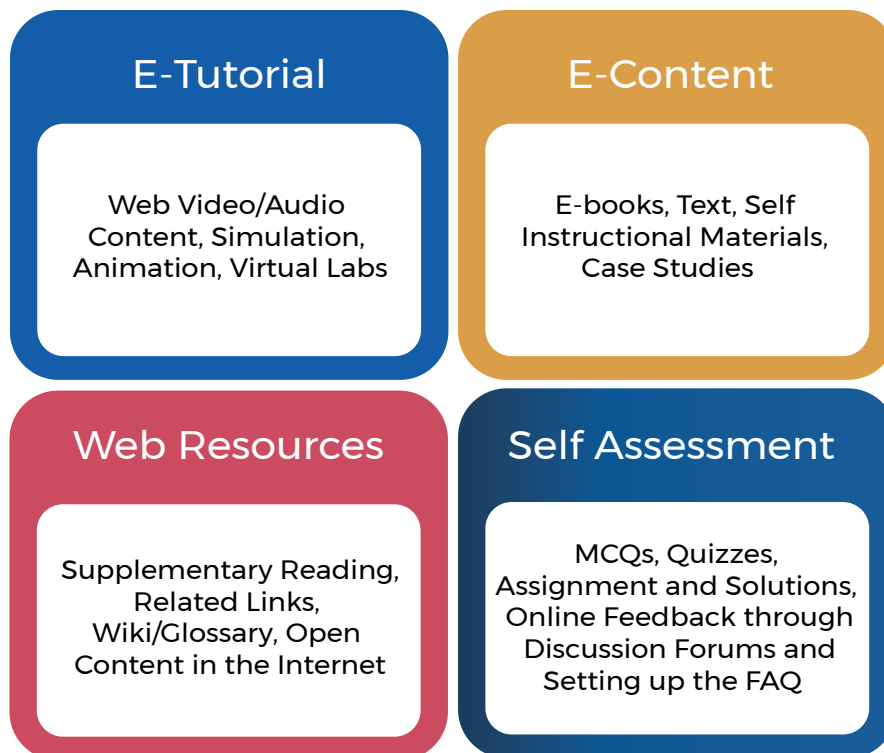 E-Tutorial
Web Video/Audio
Content, Simulation,
Animation, Virtual Labs
E-Content
E-books, Text, Self
Instructional Materials,
Case Studies
Web Resources
Supplementary Reading,
Related Links,
Wiki/Glossary, Open
Content in the Internet
Self Assessment
MCQs, Quizzes,
Assignment and Solutions,
Online Feedback through
Discussion Forums and
Setting up the FAQ